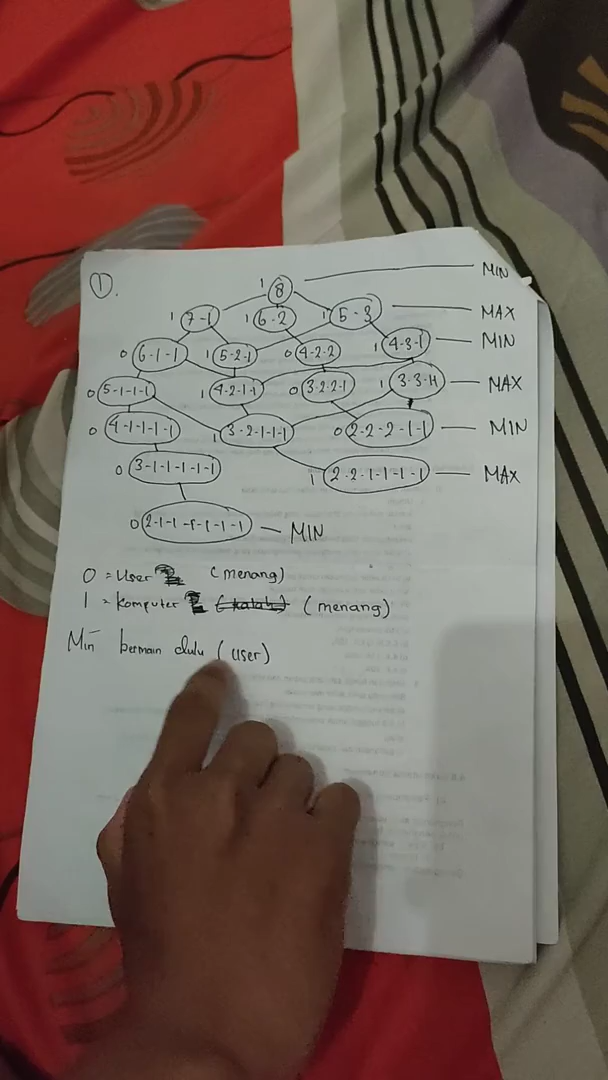 1.
1 8 MIN
1 7-1 1 6-2 1 5-3 MAX
0 6-1-1 1 5-2-1 0 4-2-2 1 4-3-1 MIN
0 5-1-1-1 1 4-2-1-1 0 3-2-2-1 1 3-3-1-1 MAX
0 4-1-1-1-1 1 3-2-1-1-1 0 2-2-2-1-1 MIN
0 3-1-1-1-1-1 1 2-2-1-1-1-1 MAX
0 2-1-1-1-1-1-1 MIN
0 = User (menang)
1 = Komputer (kalah) (menang)
Min bermain dulu (user)